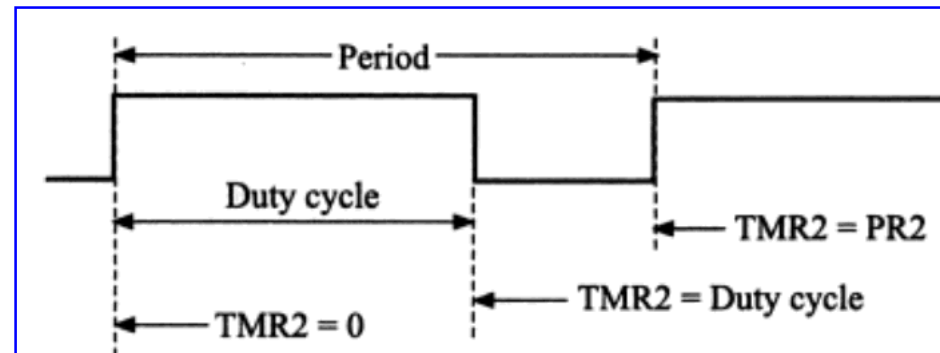 Period
Duty cycle
TMR2 = PR2
TMR2 = Duty cycle
TMR2 = 0